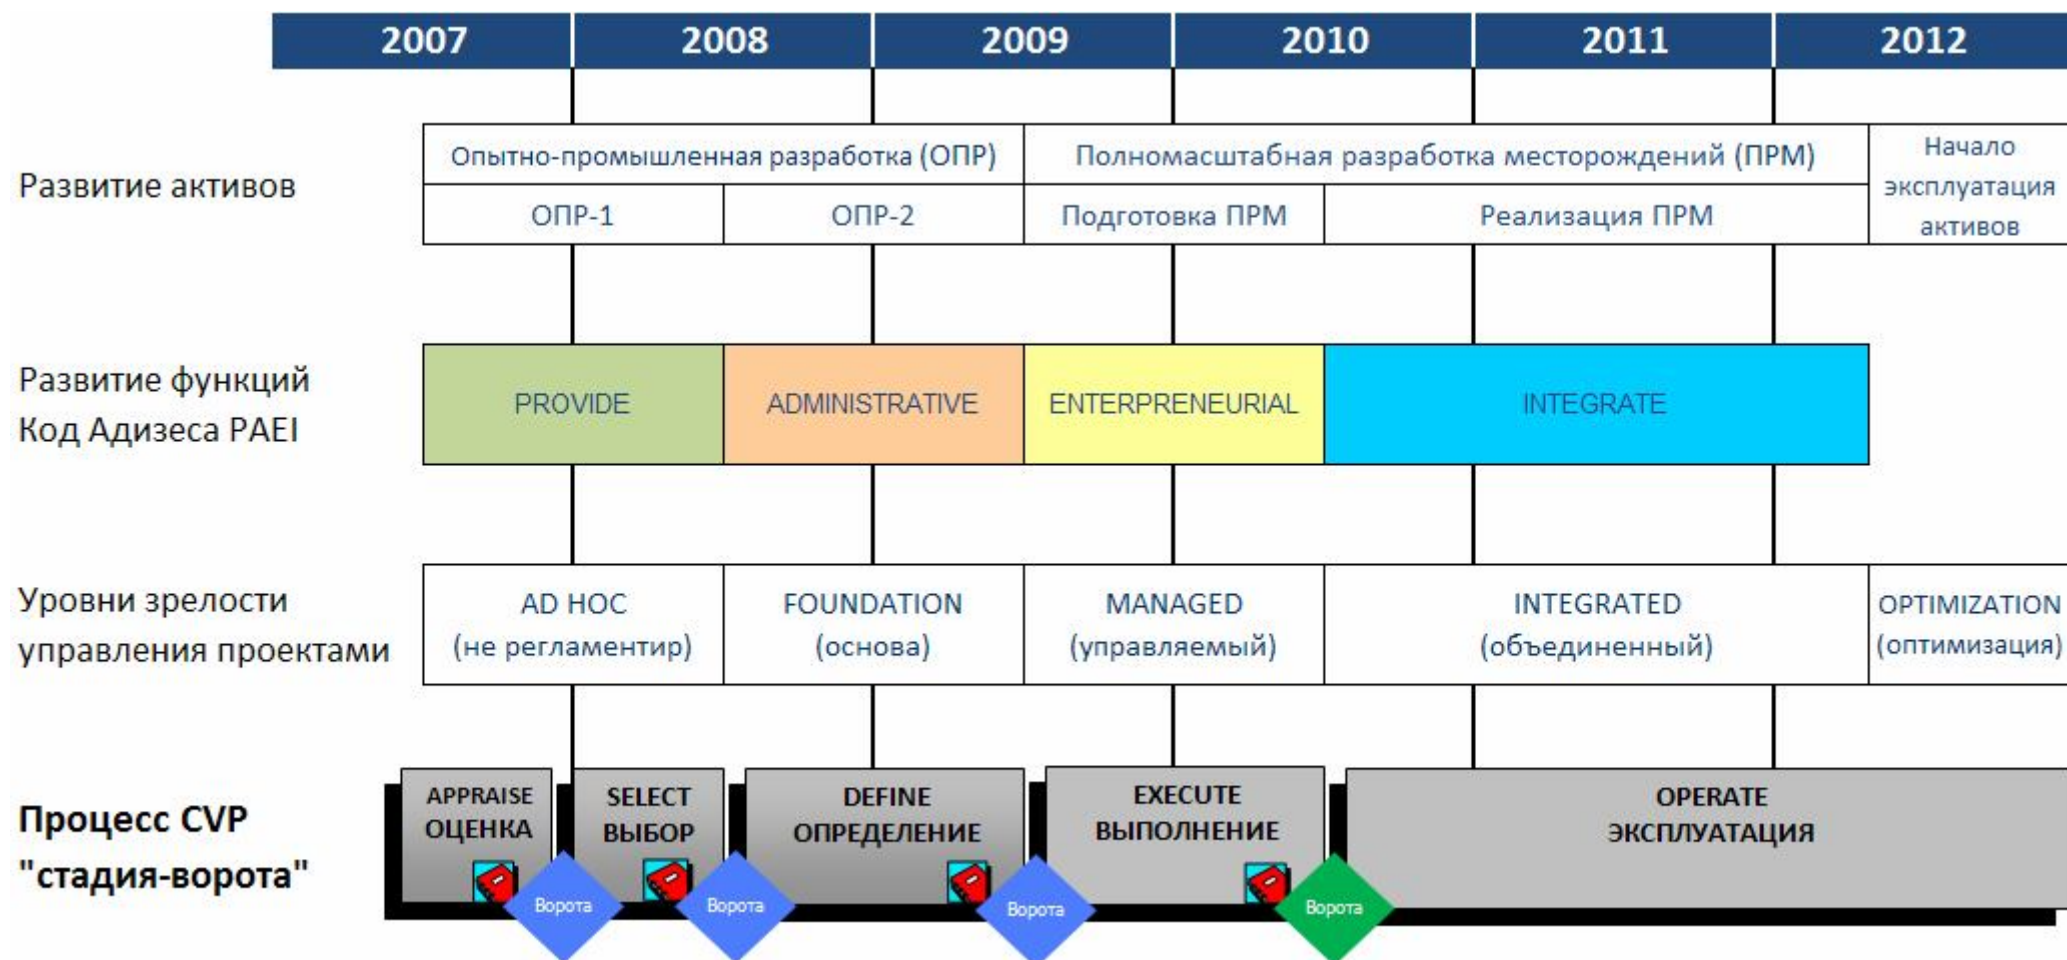 2007 2008 2009 2010 2011 2012
Развитие активов
Опытно-промышленная разработка (ОПР)
Полномасштабная разработка месторождений (ПРМ)
Начало
эксплуатация
активов
ОПР-1
ОПР-2
Подготовка ПРМ
Реализация ПРМ
Развитие функций
Код Адизеса PAEI
PROVIDE
ADMINISTRATIVE
ENTERPRENEURIAL
INTEGRATE
Уровни зрелости
управления проектами
AD HOC
(не регламентир)
FOUNDATION
(основа)
MANAGED
(управляемый)
INTEGRATED
(объединенный)
OPTIMIZATION
(оптимизация)
Процесс CVP
"стадия-ворота"
APPRAISE
ОЦЕНКА
SELECT
ВЫБОР
DEFINE
ОПРЕДЕЛЕНИЕ
EXECUTE
ВЫПОЛНЕНИЕ
OPERATE
ЭКСПЛУАТАЦИЯ
Ворота
Ворота
Ворота
Ворота